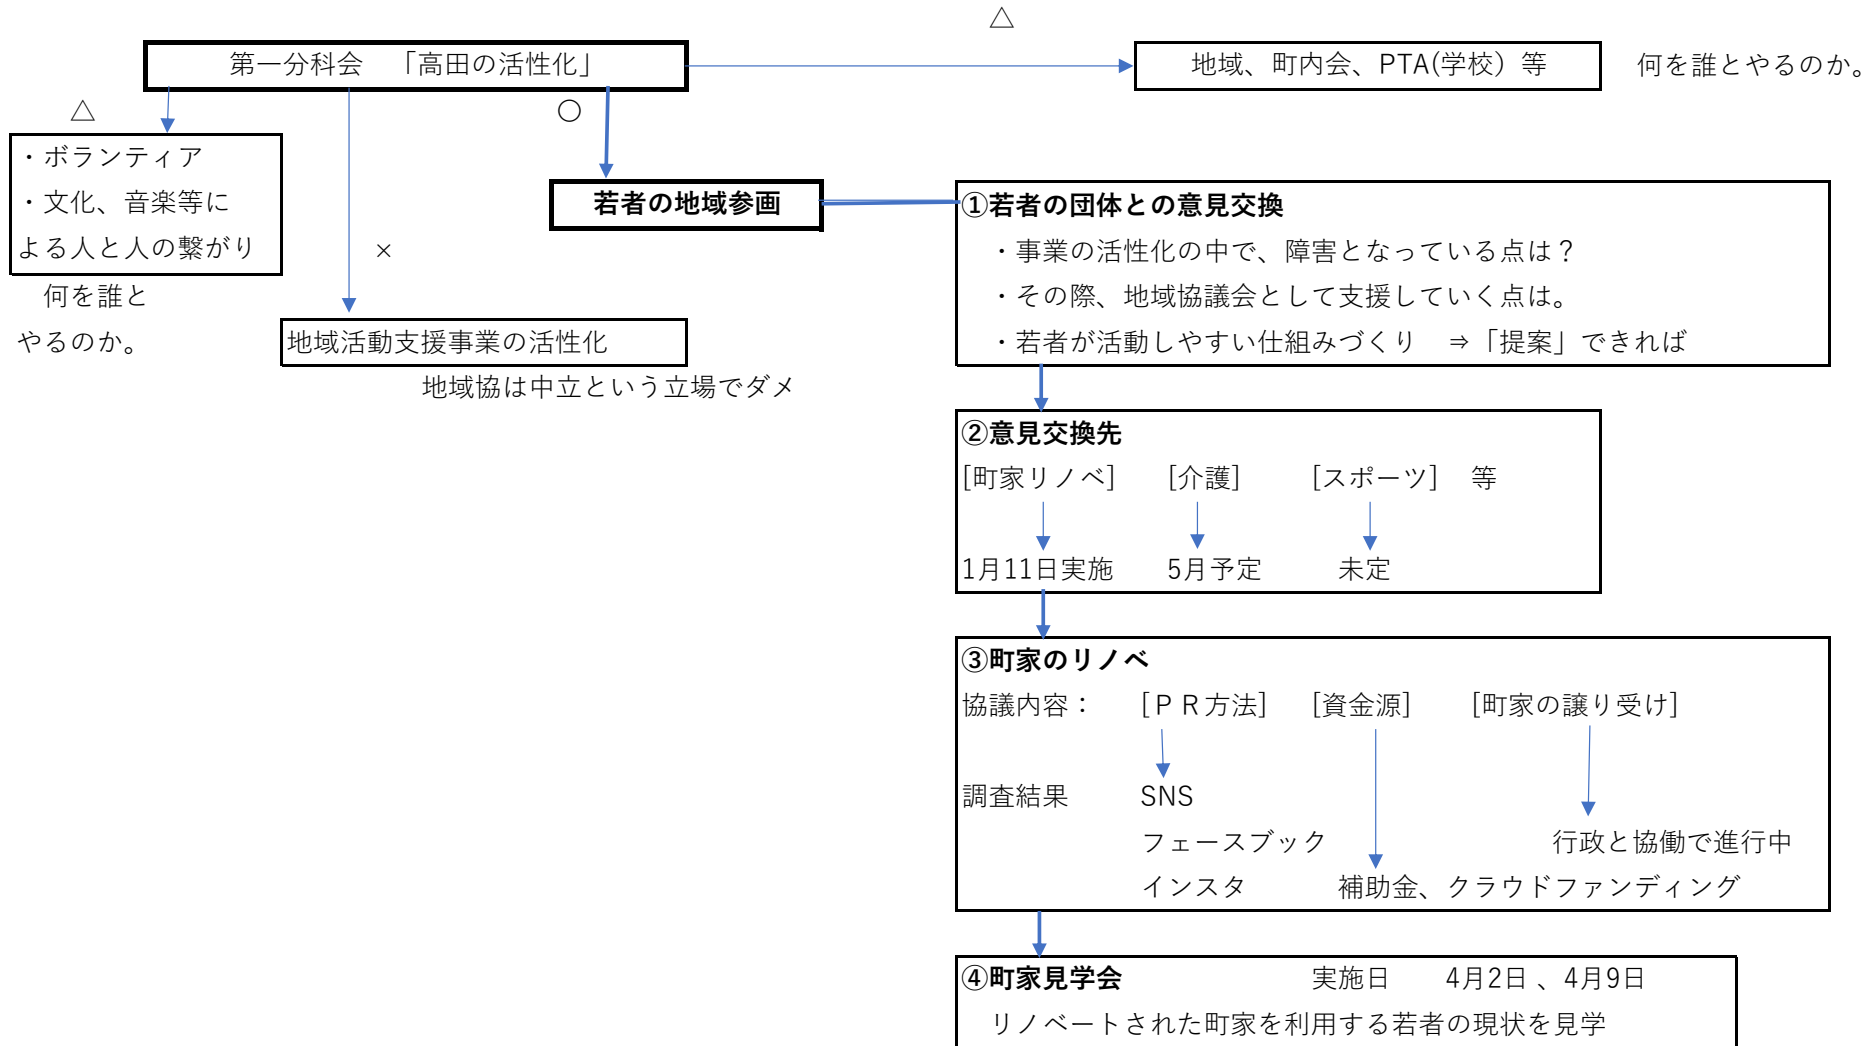 △
第一分科会　「高田の活性化」
地域、町内会、PTA(学校）等
何を誰とやるのか。
△
○
・ボランティア
・文化、音楽等に
よる人と人の繋がり
何を誰と
やるのか。
×
地域活動支援事業の活性化
地域協は中立という立場でダメ
若者の地域参画
①若者の団体との意見交換
・事業の活性化の中で、障害となっている点は？
・その際、地域協議会として支援していく点は。
・若者が活動しやすい仕組みづくり　⇒「提案」できれば
②意見交換先
[町家リノベ]　[介護]　[スポーツ]　等
1月11日実施　5月予定　未定
③町家のリノベ
協議内容：　[ＰＲ方法]　[資金源]　[町家の譲り受け]
調査結果　SNS
フェースブック　行政と協働で進行中
インスタ　補助金、クラウドファンディング
④町家見学会　実施日　4月2日 、4月9日
リノベートされた町家を利用する若者の現状を見学